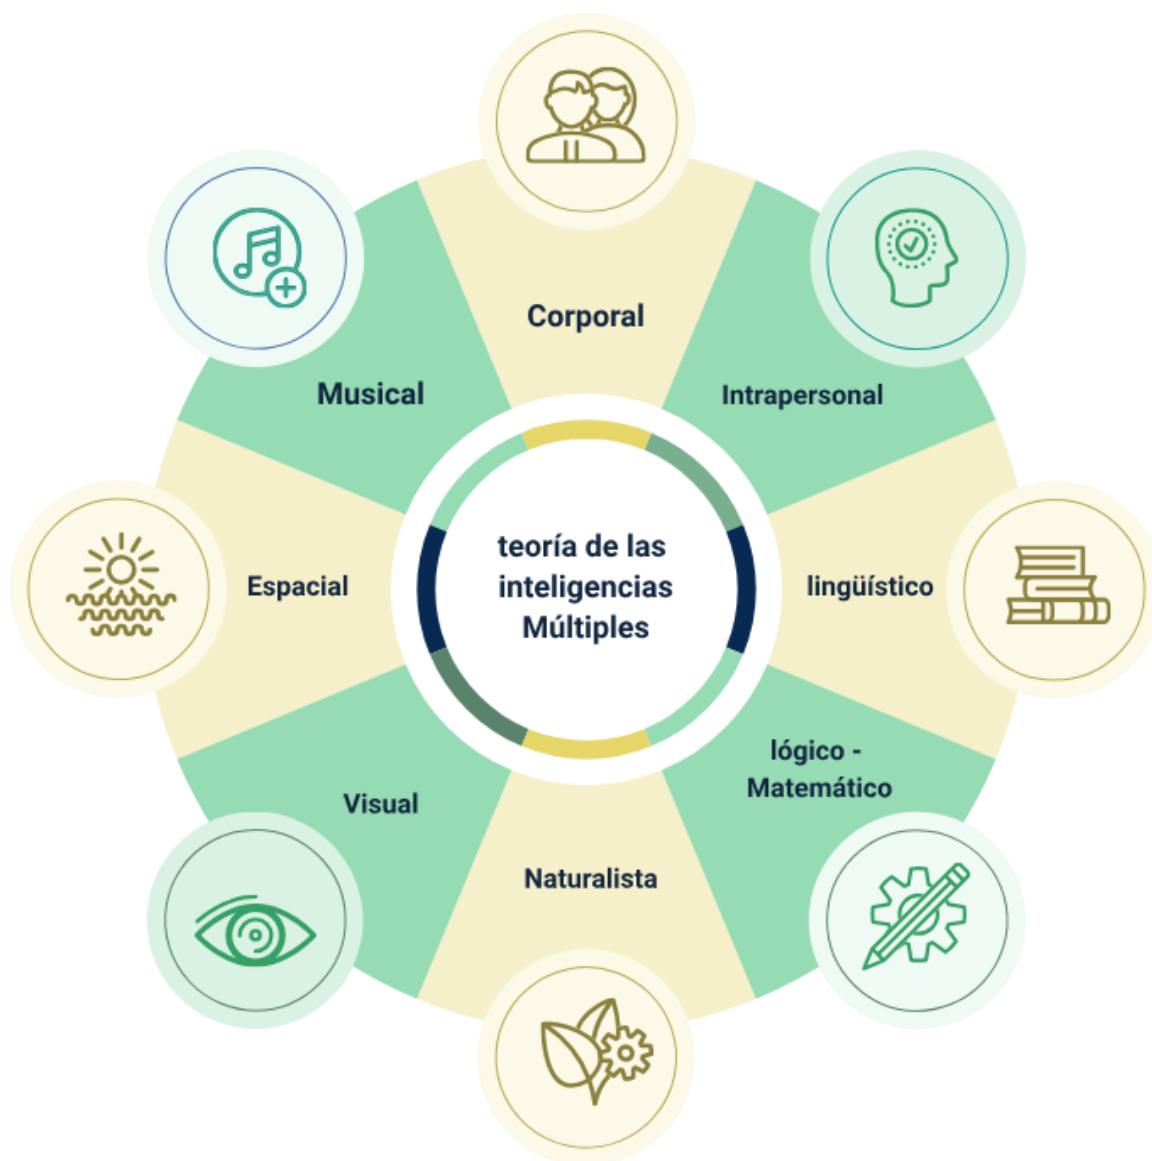 Corporal
Musical
Intrapersonal
teoría de las
inteligencias
Múltiples
Espacial
lingüístico
lógico -
Matemático
Visual
Naturalista